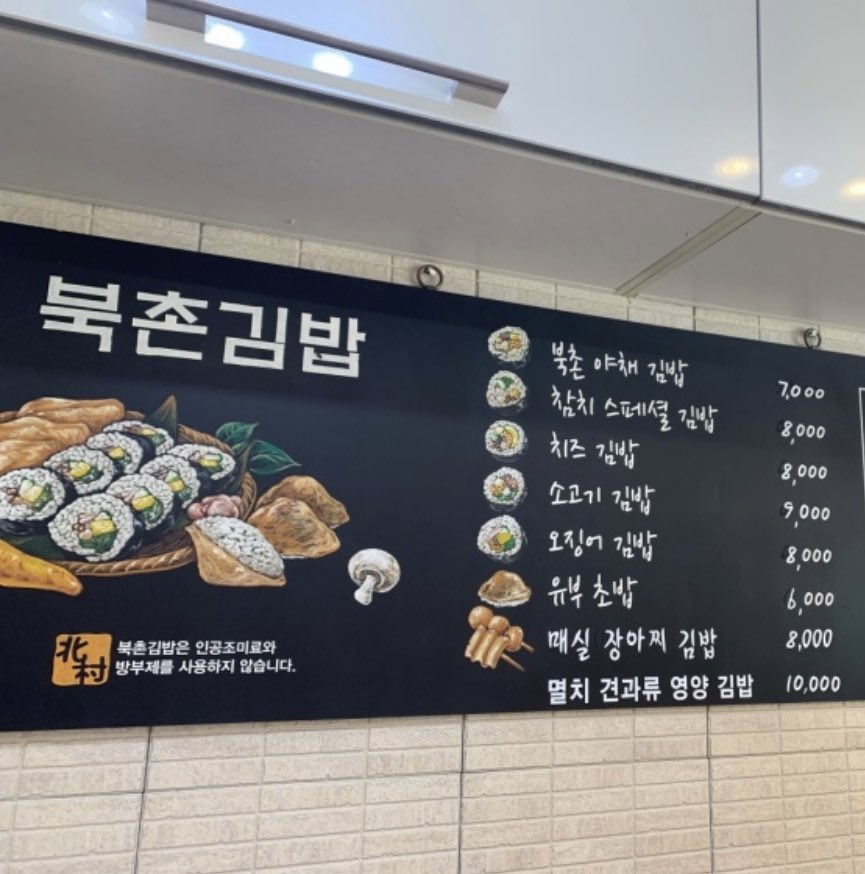 북촌김밥
북촌 야채 김밥 7,000
참치 스페셜 김밥 8,000
치즈 김밥 8,000
소고기 김밥 9,000
오징어 김밥 8,000
유부 초밥 6,000
매실 장아찌 김밥 8,000
멸치 견과류 영양 김밥 10,000
北村
북촌김밥은 인공조미료와
방부제를 사용하지 않습니다.